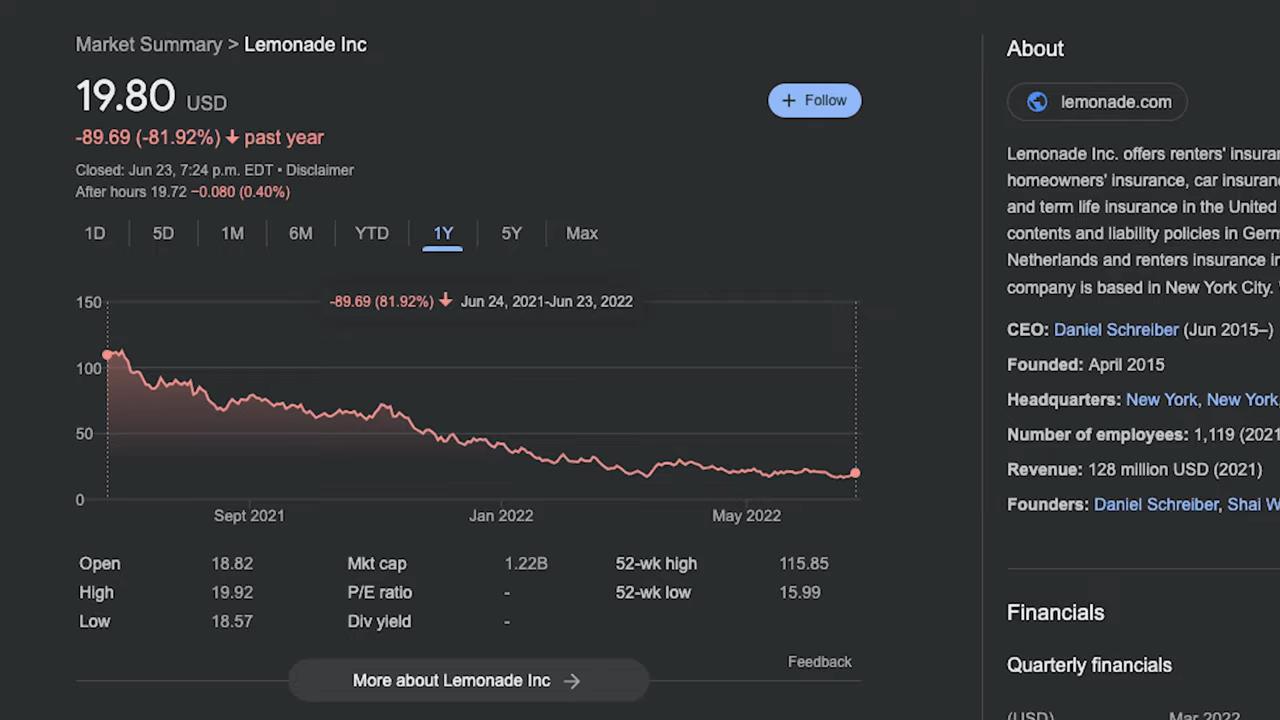 Market Summary > Lemonade Inc
19.80 USD
+ Follow
-89.69 (-81.92%) ↓ past year
Closed: Jun 23, 7:24 p.m. EDT • Disclaimer
After hours 19.72 −0.080 (0.40%)
1D 5D 1M 6M YTD 1Y 5Y Max
-89.69 (81.92%) ↓ Jun 24, 2021-Jun 23, 2022
150
100
50
0
Sept 2021 Jan 2022 May 2022
Open 18.82 Mkt cap 1.22B 52-wk high 115.85
High 19.92 P/E ratio - 52-wk low 15.99
Low 18.57 Div yield -
Feedback
More about Lemonade Inc →
About
lemonade.com
Lemonade Inc. offers renters' insuran
homeowners' insurance, car insuranc
and term life insurance in the United
contents and liability policies in Germ
Netherlands and renters insurance in
company is based in New York City.
CEO: Daniel Schreiber (Jun 2015–)
Founded: April 2015
Headquarters: New York, New York,
Number of employees: 1,119 (2021
Revenue: 128 million USD (2021)
Founders: Daniel Schreiber, Shai W
Financials
Quarterly financials
(USD) Mar 2022